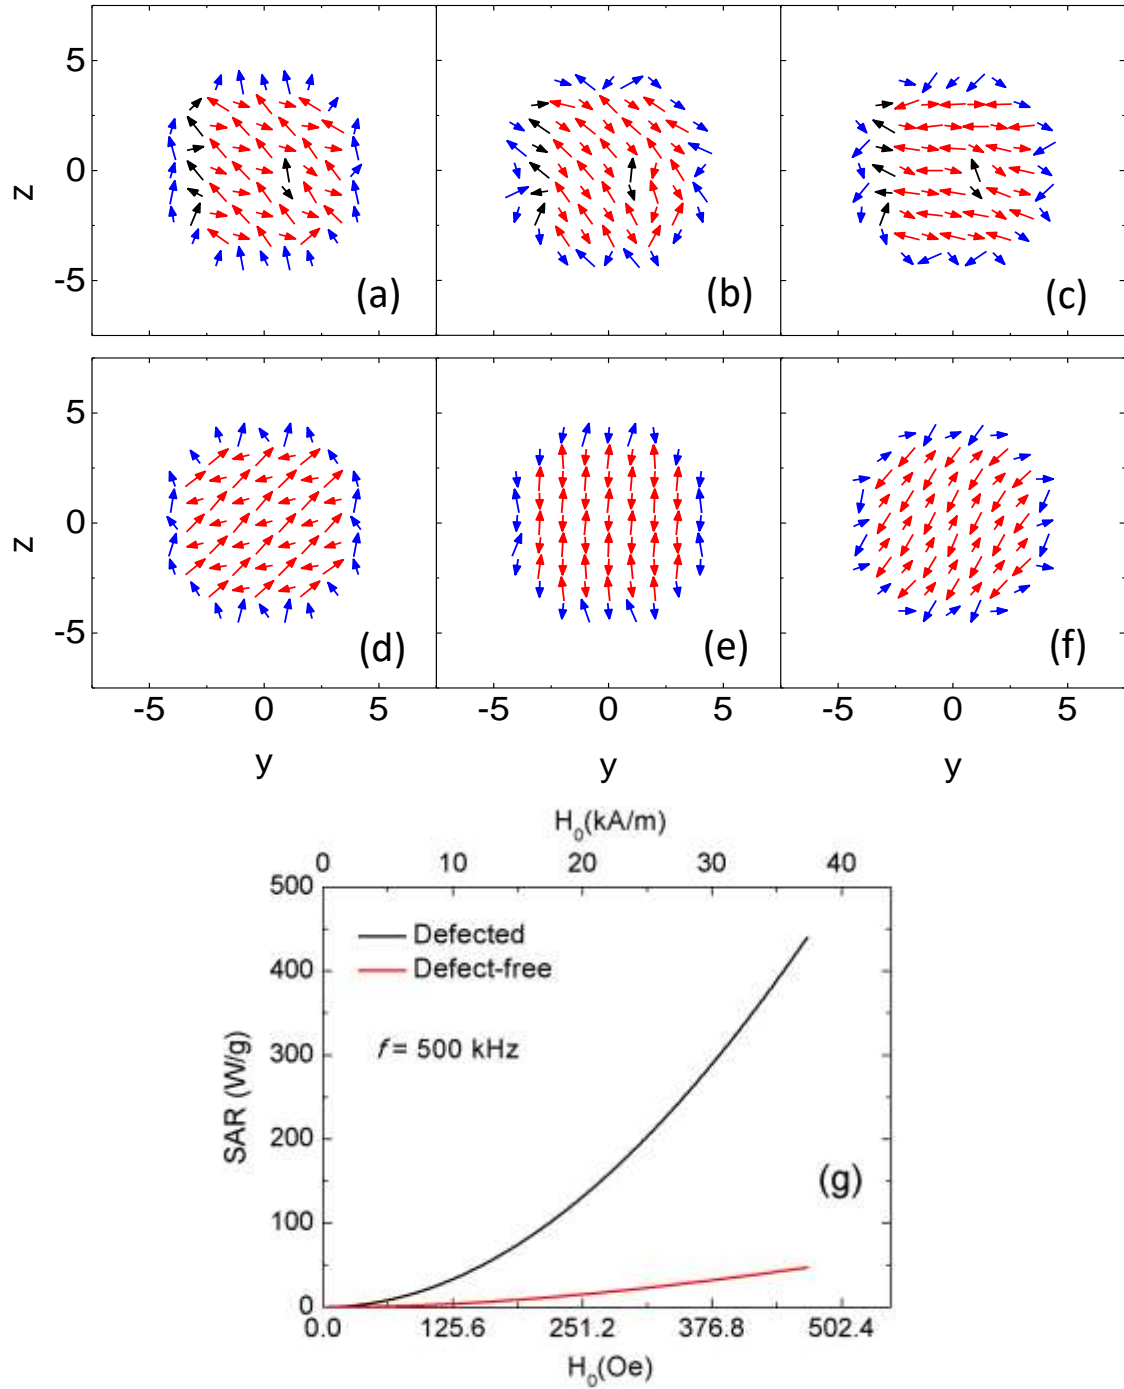 5
0
-5
z
(a)
(b)
(c)
5
0
-5
z
(d)
(e)
(f)
-5 0 5 -5 0 5 -5 0 5
y y y
H0(kA/m)
0 10 20 30 40
500
400
300
200
100
0
SAR (W/g)
Defected
Defect-free
f = 500 kHz
(g)
0.0 125.6 251.2 376.8 502.4
H0(Oe)